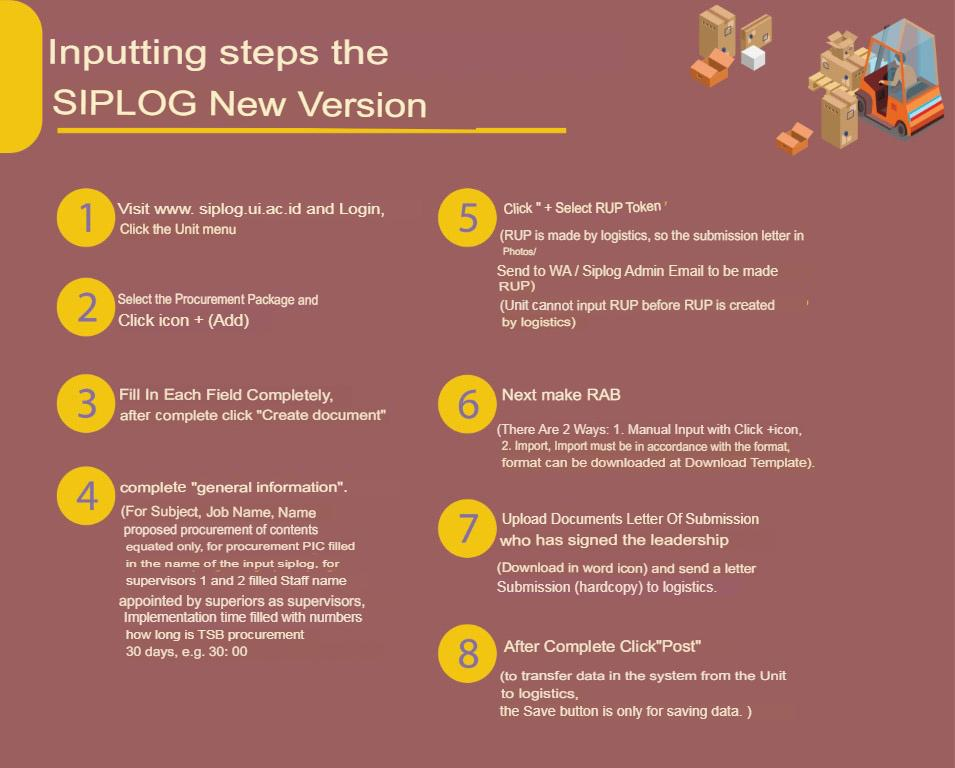 Inputting steps the
SIPLOG New Version
1
Visit www. siplog.ui.ac.id and Login,
Click the Unit menu
2
Select the Procurement Package and
Click icon + (Add)
3
Fill In Each Field Completely,
after complete click "Create document"
4
complete "general information".
(For Subject, Job Name, Name
proposed procurement of contents
equated only, for procurement PIC filled
in the name of the input siplog, for
supervisors 1 and 2 filled Staff name
appointed by superiors as supervisors,
Implementation time filled with numbers
how long is TSB procurement
30 days, e.g. 30: 00
5
Click " + Select RUP Token '
(RUP is made by logistics, so the submission letter in
Photos/
Send to WA / Siplog Admin Email to be made
RUP)
(Unit cannot input RUP before RUP is created '
by logistics)
6
Next make RAB
(There Are 2 Ways: 1. Manual Input with Click +icon,
2. Import, Import must be in accordance with the format,
format can be downloaded at Download Template).
7
Upload Documents Letter Of Submission
who has signed the leadership
(Download in word icon) and send a letter
Submission (hardcopy) to logistics.
8
After Complete Click"Post"
(to transfer data in the system from the Unit
to logistics,
the Save button is only for saving data. )